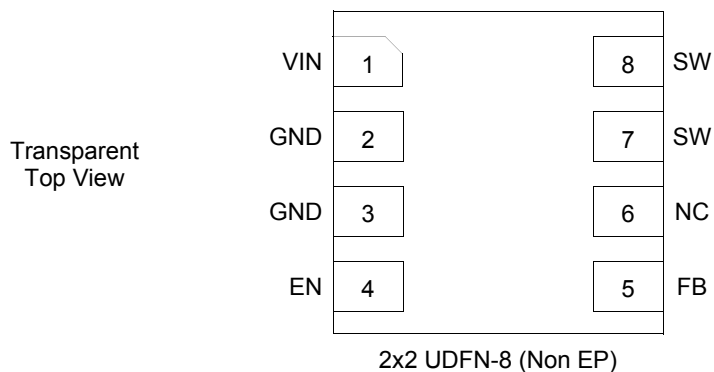 VIN 1 8 SW
GND 2 7 SW
Transparent
Top View
GND 3 6 NC
EN 4 5 FB
2x2 UDFN-8 (Non EP)